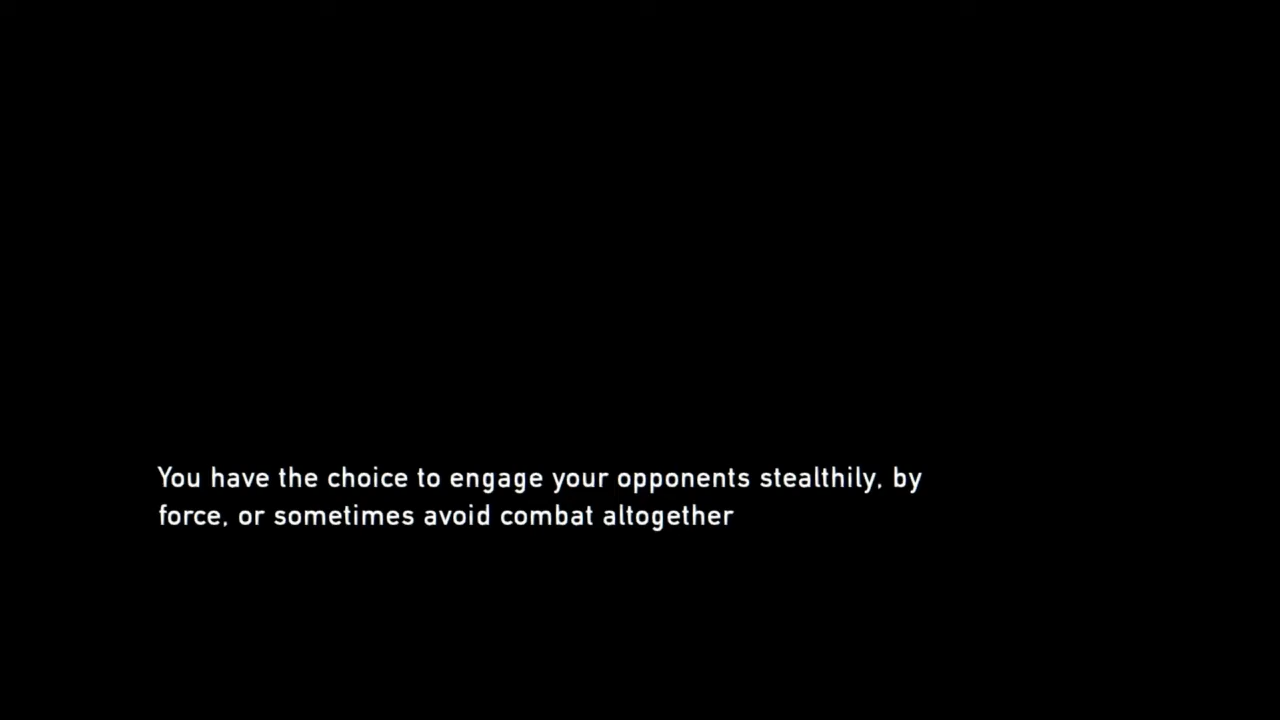 You have the choice to engage your opponents stealthily, by
force, or sometimes avoid combat altogether